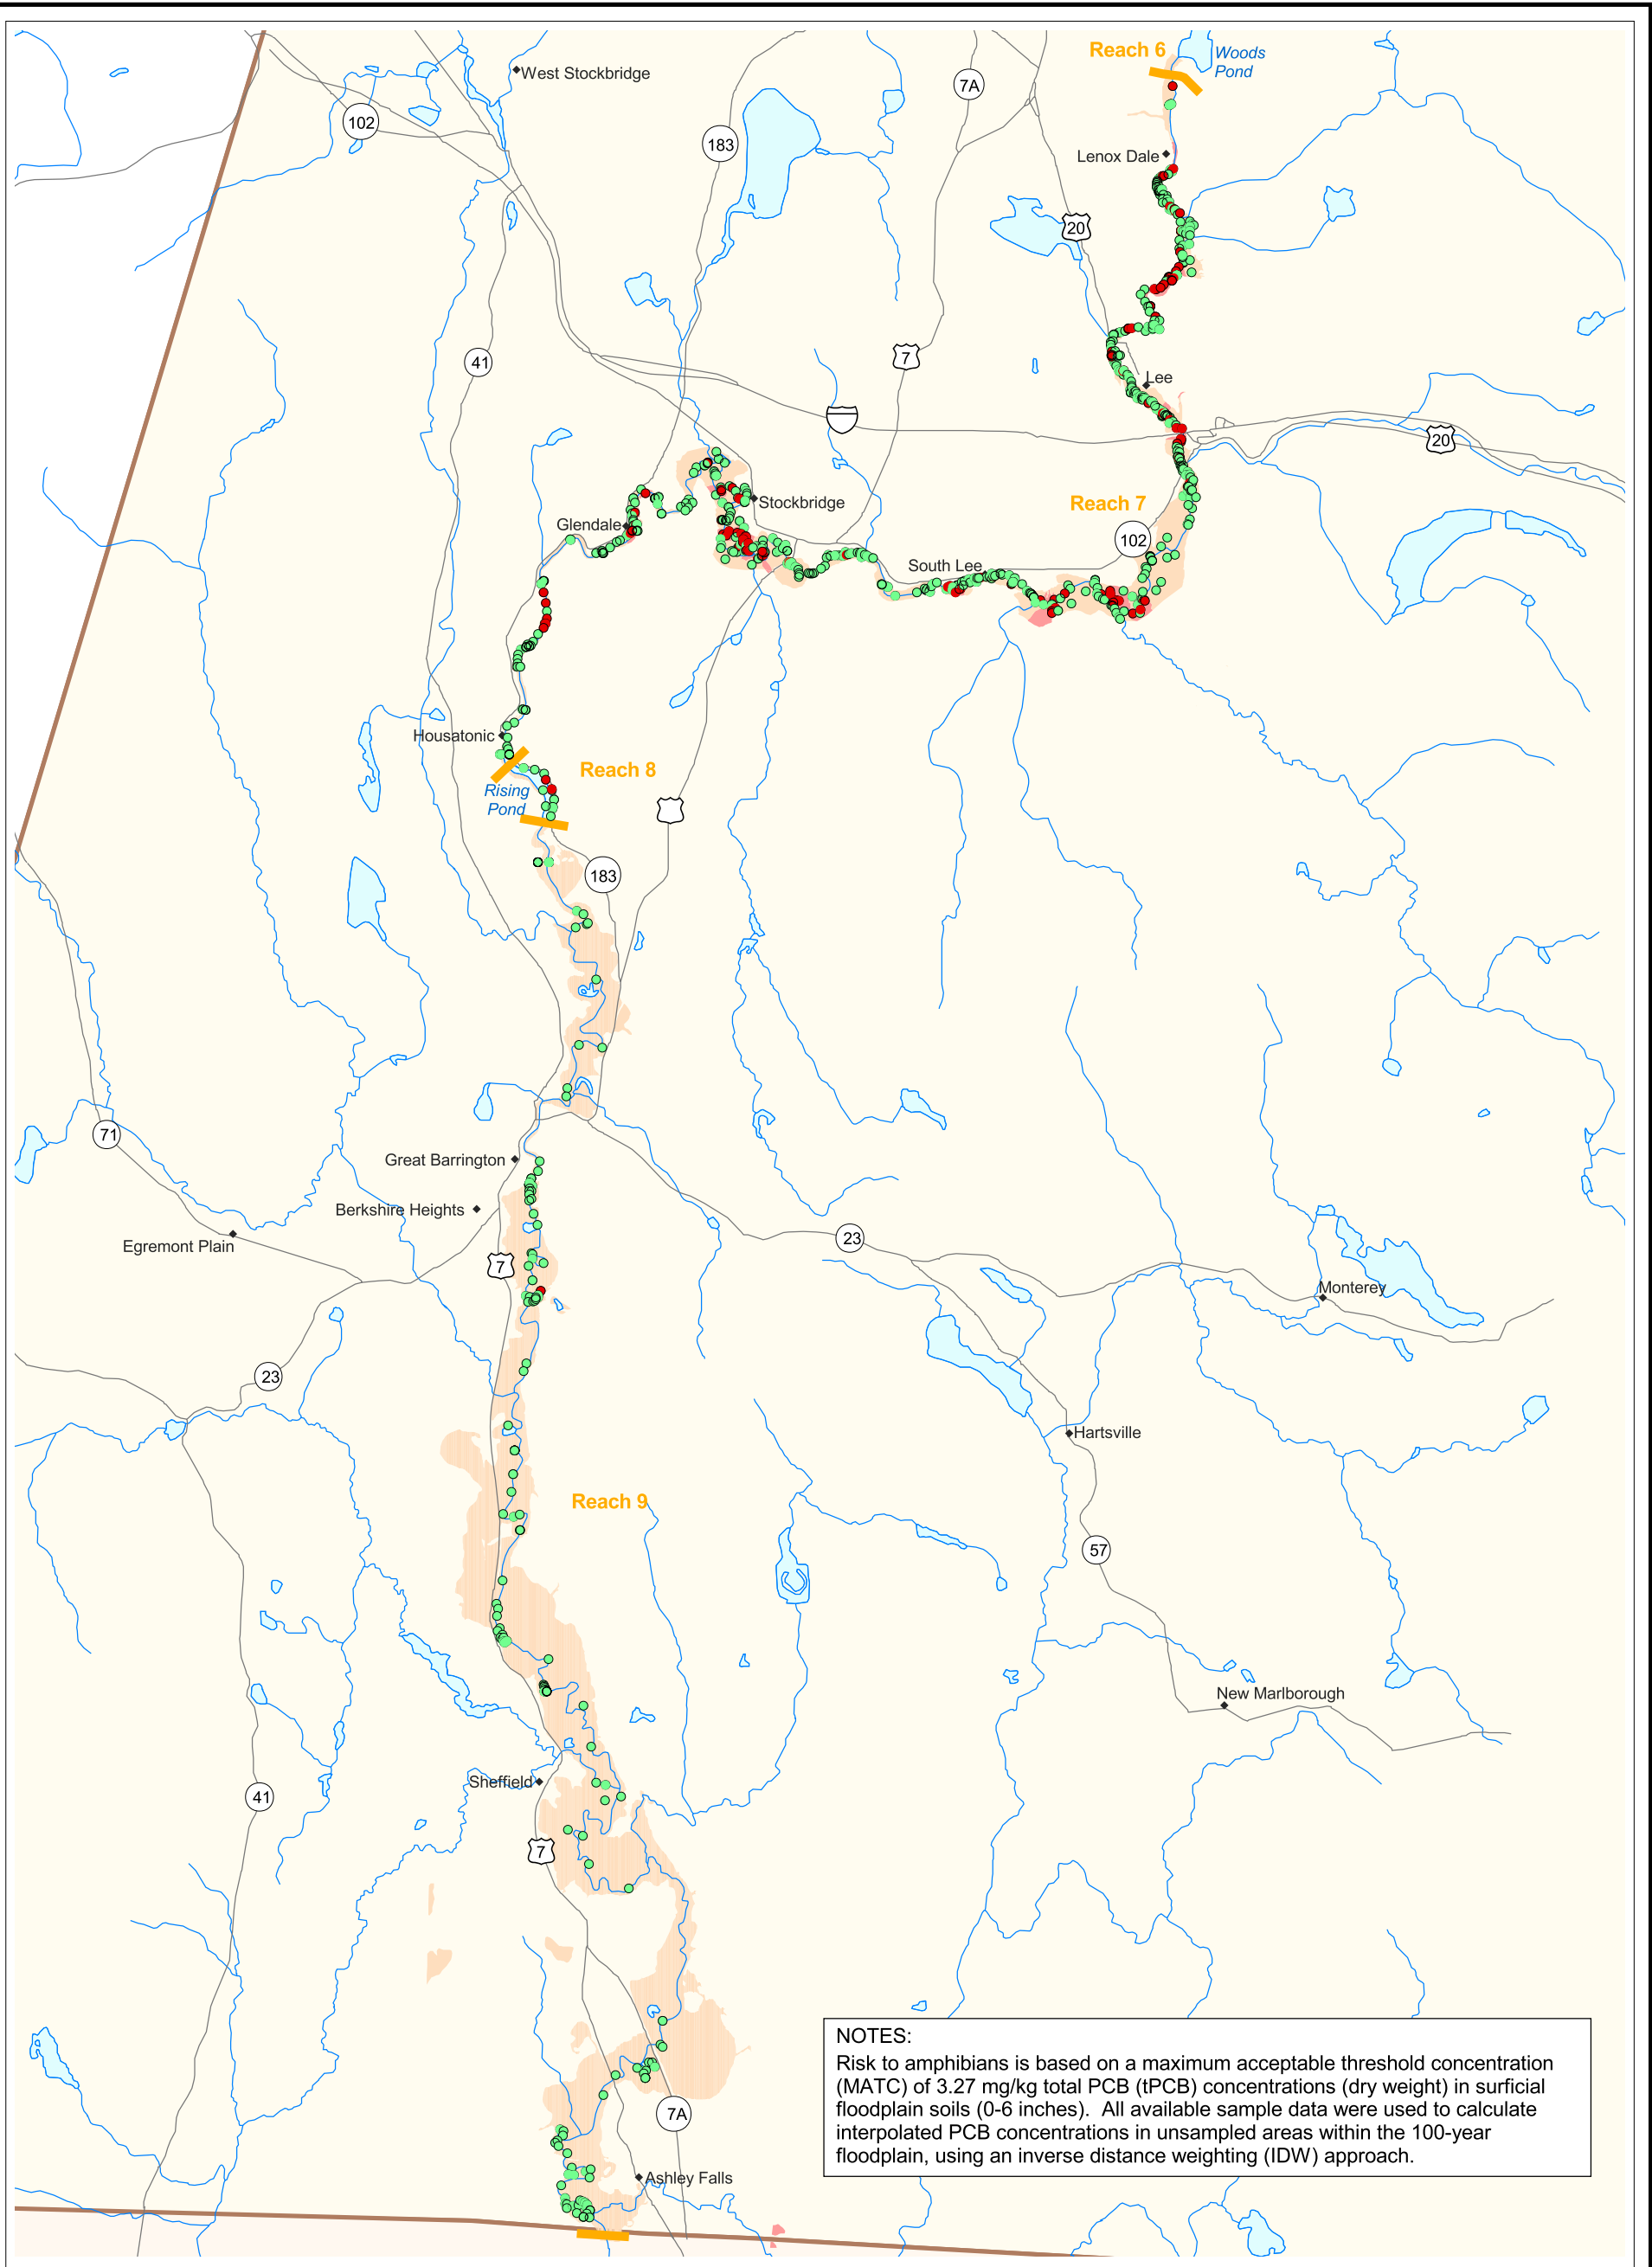 Reach 6
Woods
Pond
West Stockbridge
7A
102
183
Lenox Dale
20
7
41
Lee
20
Stockbridge
Reach 7
Glendale
102
South Lee
Housatonic
Reach 8
Rising
Pond
183
71
Great Barrington
Berkshire Heights
Egremont Plain
23
7
Monterey
23
Hartsville
Reach 9
57
New Marlborough
Sheffield
41
7
NOTES:
Risk to amphibians is based on a maximum acceptable threshold concentration
(MATC) of 3.27 mg/kg total PCB (tPCB) concentrations (dry weight) in surficial
floodplain soils (0-6 inches).  All available sample data were used to calculate
interpolated PCB concentrations in unsampled areas within the 100-year
floodplain, using an inverse distance weighting (IDW) approach.
7A
Ashley Falls